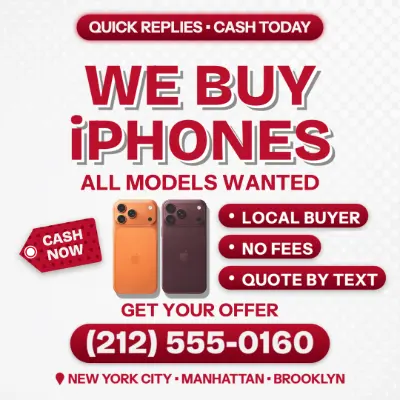 QUICK REPLIES • CASH TODAY
WE BUY
iPHONES
ALL MODELS WANTED
CASH
NOW
• LOCAL BUYER
• NO FEES
• QUOTE BY TEXT
GET YOUR OFFER
(212) 555-0160
NEW YORK CITY • MANHATTAN • BROOKLYN